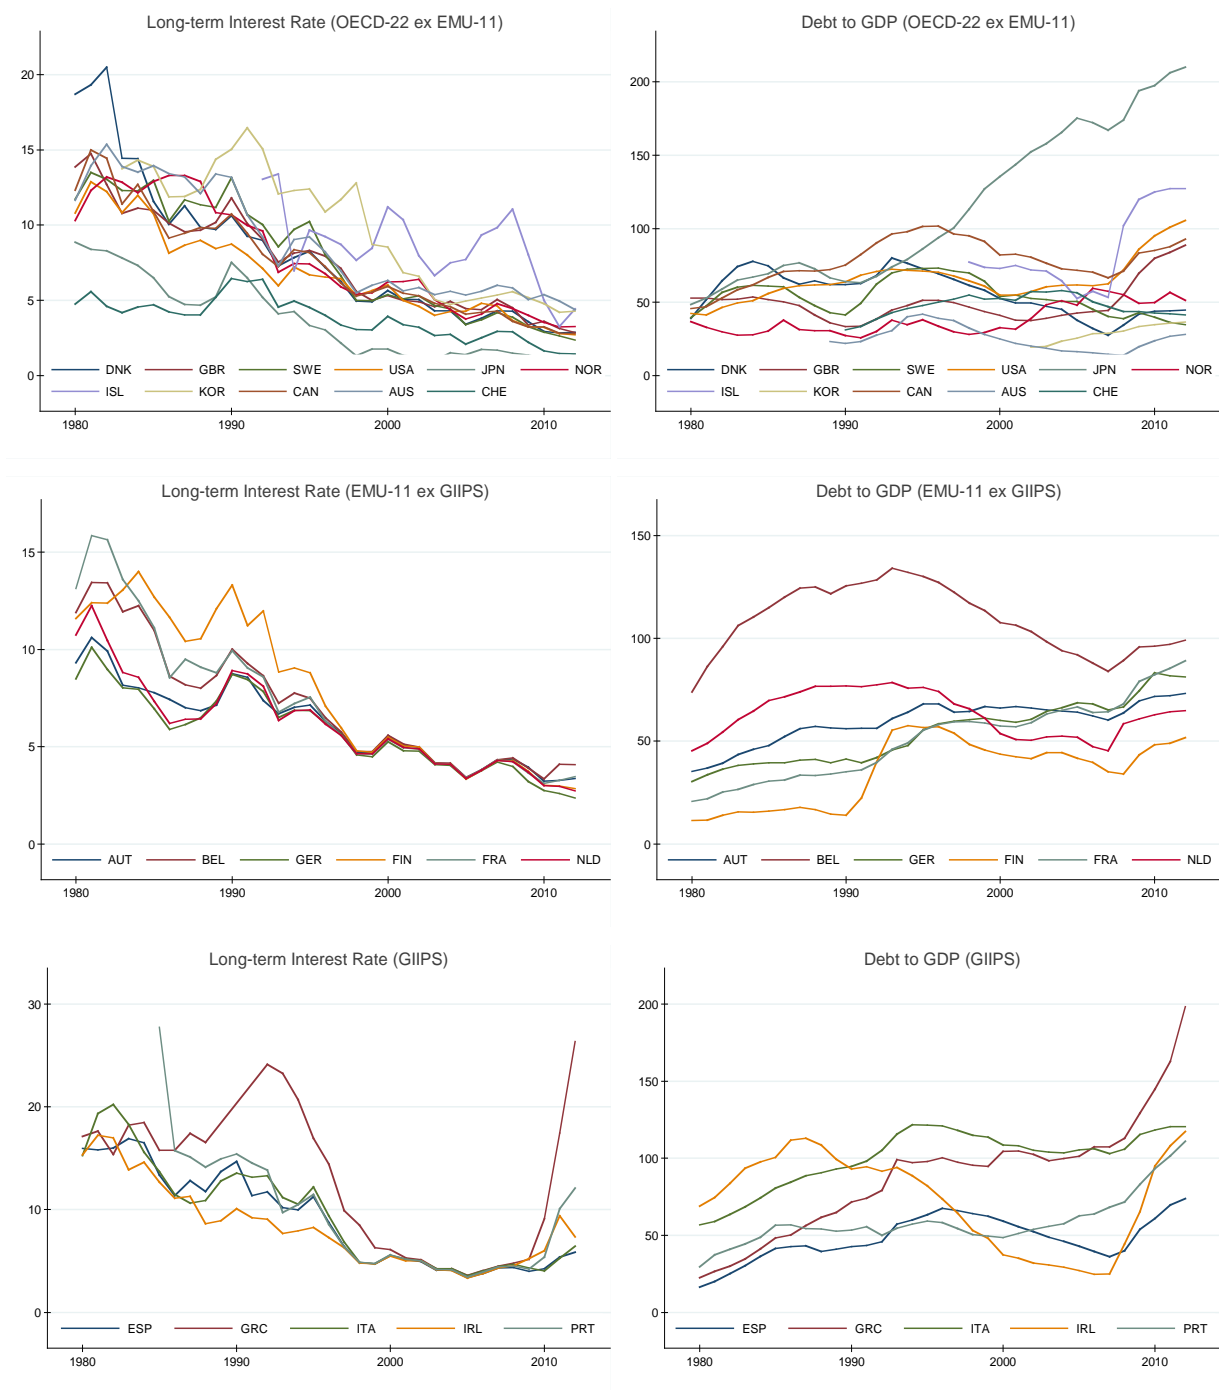 Long-term Interest Rate (OECD-22 ex EMU-11)
20
15
10
5
0
DNK GBR SWE USA JPN NOR
ISL KOR CAN AUS CHE
1980 1990 2000 2010
Debt to GDP (OECD-22 ex EMU-11)
200
150
100
50
0
DNK GBR SWE USA JPN NOR
ISL KOR CAN AUS CHE
1980 1990 2000 2010
Long-term Interest Rate (EMU-11 ex GIIPS)
15
10
5
0
AUT BEL GER FIN FRA NLD
1980 1990 2000 2010
Debt to GDP (EMU-11 ex GIIPS)
150
100
50
0
AUT BEL GER FIN FRA NLD
1980 1990 2000 2010
Long-term Interest Rate (GIIPS)
30
20
10
0
ESP GRC ITA IRL PRT
1980 1990 2000 2010
Debt to GDP (GIIPS)
200
150
100
50
0
ESP GRC ITA IRL PRT
1980 1990 2000 2010